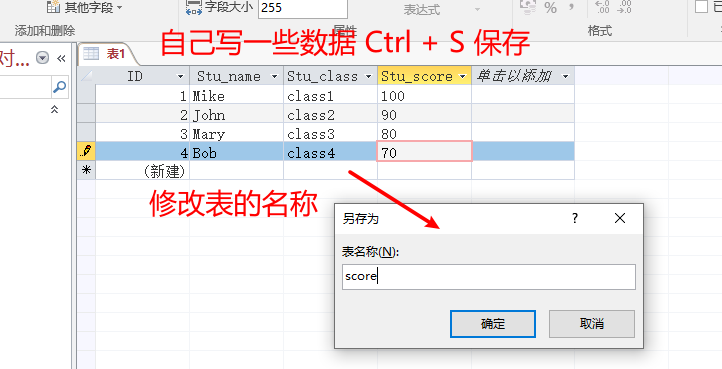 其他字段
字段大小 255
表达式
已
添加和删除
属性
格式
自己写一些数据 Ctrl + S 保存
对...
表1
ID Stu_name Stu_class Stu_score 单击以添加
1 Mike class1 100
2 John class2 90
3 Mary class3 80
4 Bob class4 70
(新建)
修改表的名称
另存为 ?
表名称(N):
score
确定 取消